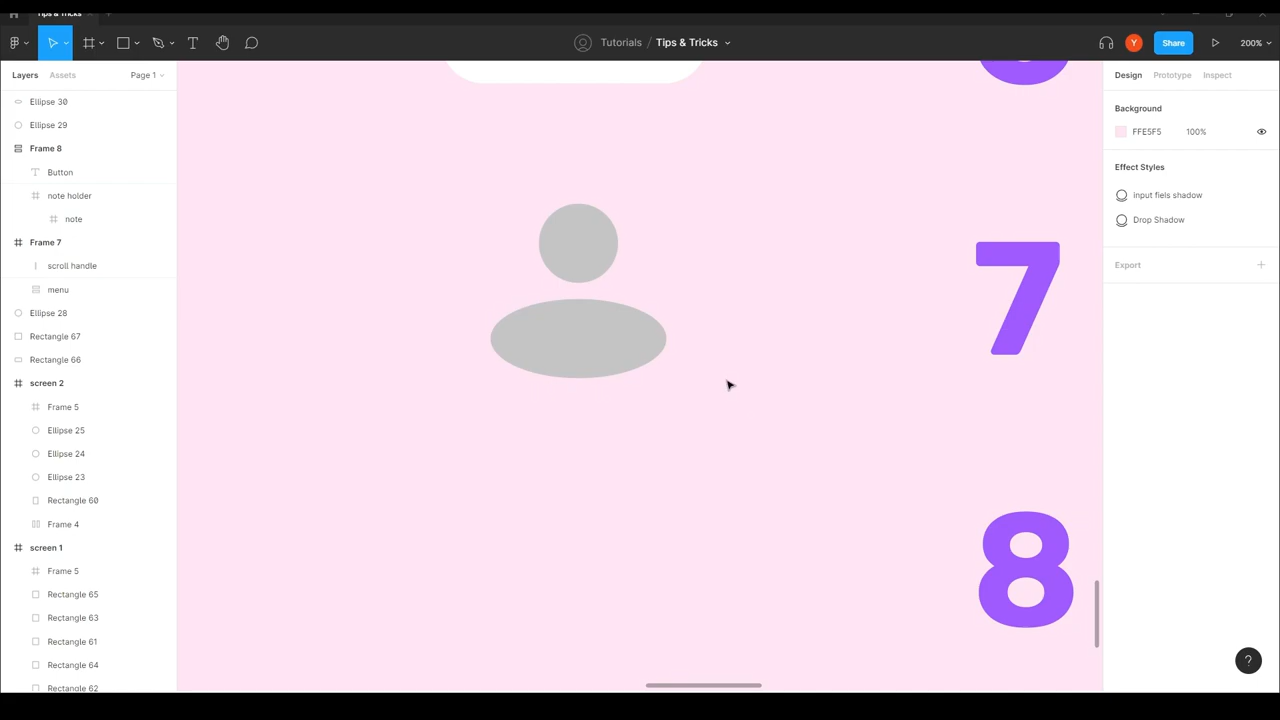 Tips & Tricks
Tutorials / Tips & Tricks
Y
Share
200%
Layers
Assets
Page 1
Ellipse 30
Ellipse 29
Frame 8
Button
note holder
note
Frame 7
scroll handle
menu
Ellipse 28
Rectangle 67
Rectangle 66
screen 2
Frame 5
Ellipse 25
Ellipse 24
Ellipse 23
Rectangle 60
Frame 4
screen 1
Frame 5
Rectangle 65
Rectangle 63
Rectangle 61
Rectangle 64
Rectangle 62
7
8
Design
Prototype
Inspect
Background
FFE5F5
100%
Effect Styles
input fiels shadow
Drop Shadow
Export
?